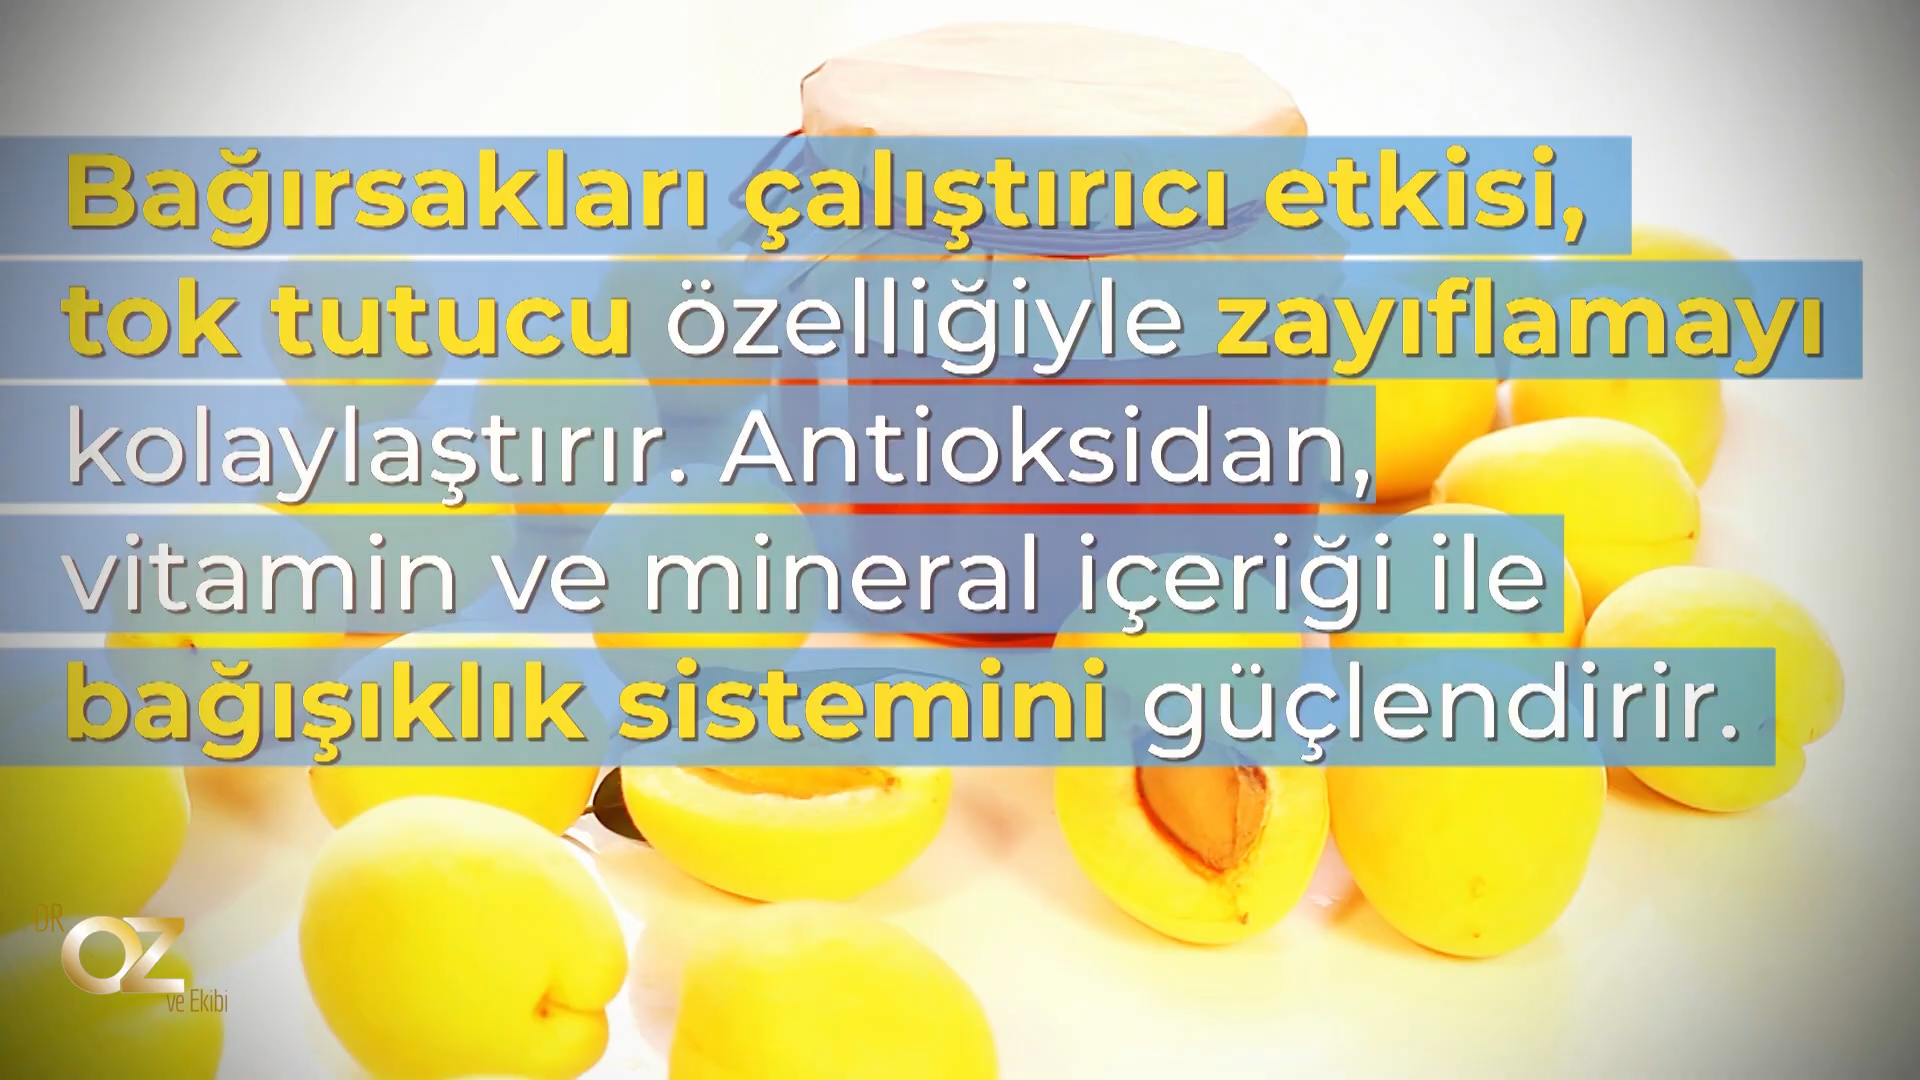 Bağırsakları çalıştırıcı etkisi,
tok tutucu özelliğiyle zayıflamayı
kolaylaştırır. Antioksidan,
vitamin ve mineral içeriği ile
bağışıklık sistemini güçlendirir.
DR
OZ
ve Ekibi